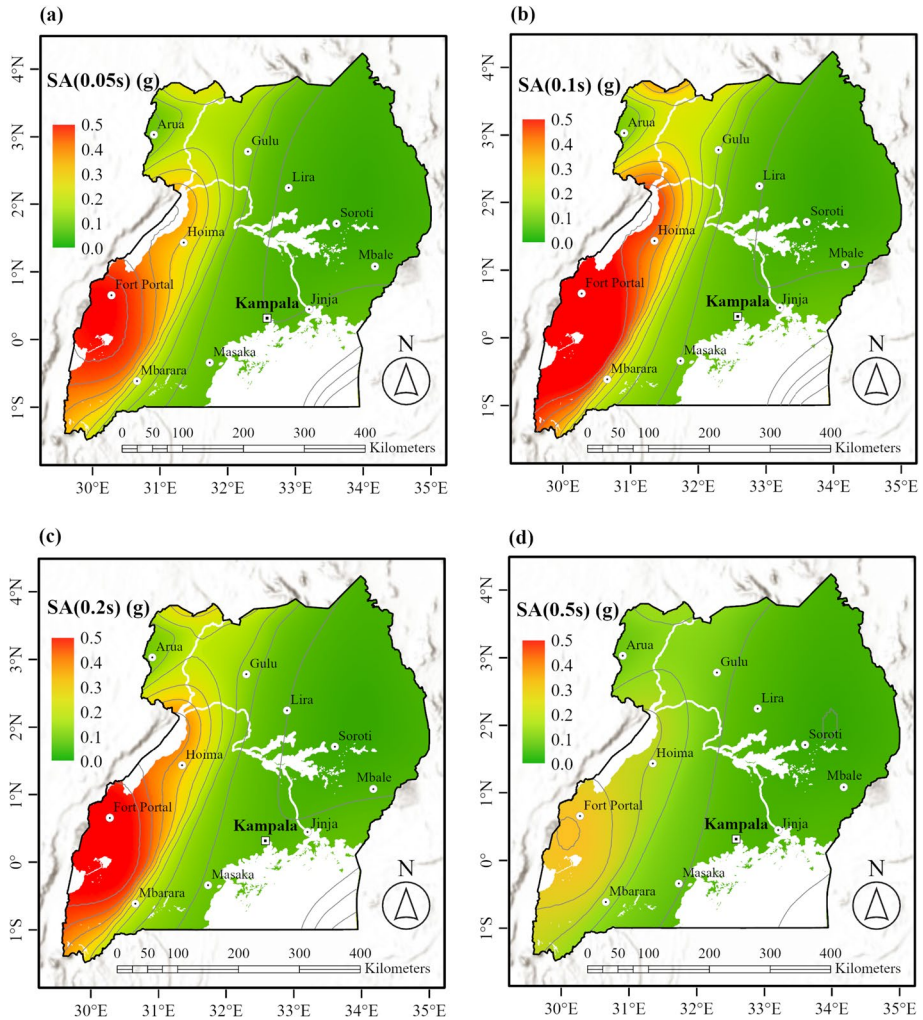 (a)
SA(0.05s) (g)
0.5
0.4
0.3
0.2
0.1
0.0
Arua
Gulu
Lira
Soroti
Hoima
Mbale
Fort Portal
Kampala
Jinja
Mbarara
Masaka
N
0 50 100 200 300 400
Kilometers
4°N
3°N
2°N
1°N
0°
1°S
30°E 31°E 32°E 33°E 34°E 35°E
(b)
SA(0.1s) (g)
0.5
0.4
0.3
0.2
0.1
0.0
Arua
Gulu
Lira
Soroti
Hoima
Mbale
Fort Portal
Kampala
Jinja
Mbarara
Masaka
N
0 50 100 200 300 400
Kilometers
4°N
3°N
2°N
1°N
0°
1°S
30°E 31°E 32°E 33°E 34°E 35°E
(c)
SA(0.2s) (g)
0.5
0.4
0.3
0.2
0.1
0.0
Arua
Gulu
Lira
Soroti
Hoima
Mbale
Fort Portal
Kampala
Jinja
Mbarara
Masaka
N
0 50 100 200 300 400
Kilometers
4°N
3°N
2°N
1°N
0°
1°S
30°E 31°E 32°E 33°E 34°E 35°E
(d)
SA(0.5s) (g)
0.5
0.4
0.3
0.2
0.1
0.0
Arua
Gulu
Lira
Soroti
Hoima
Mbale
Fort Portal
Kampala
Jinja
Mbarara
Masaka
N
0 50 100 200 300 400
Kilometers
4°N
3°N
2°N
1°N
0°
1°S
30°E 31°E 32°E 33°E 34°E 35°E